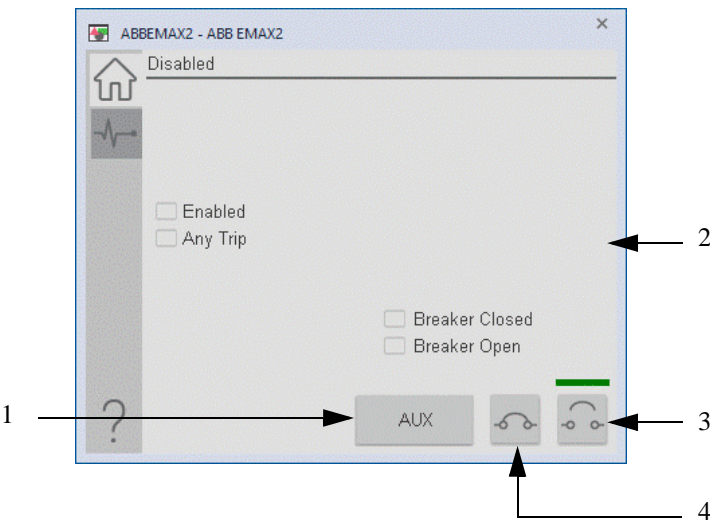 ABBEMAX2 - ABB EMAX2
Disabled
Enabled
Any Trip
2
Breaker Closed
Breaker Open
1
?
AUX
3
4